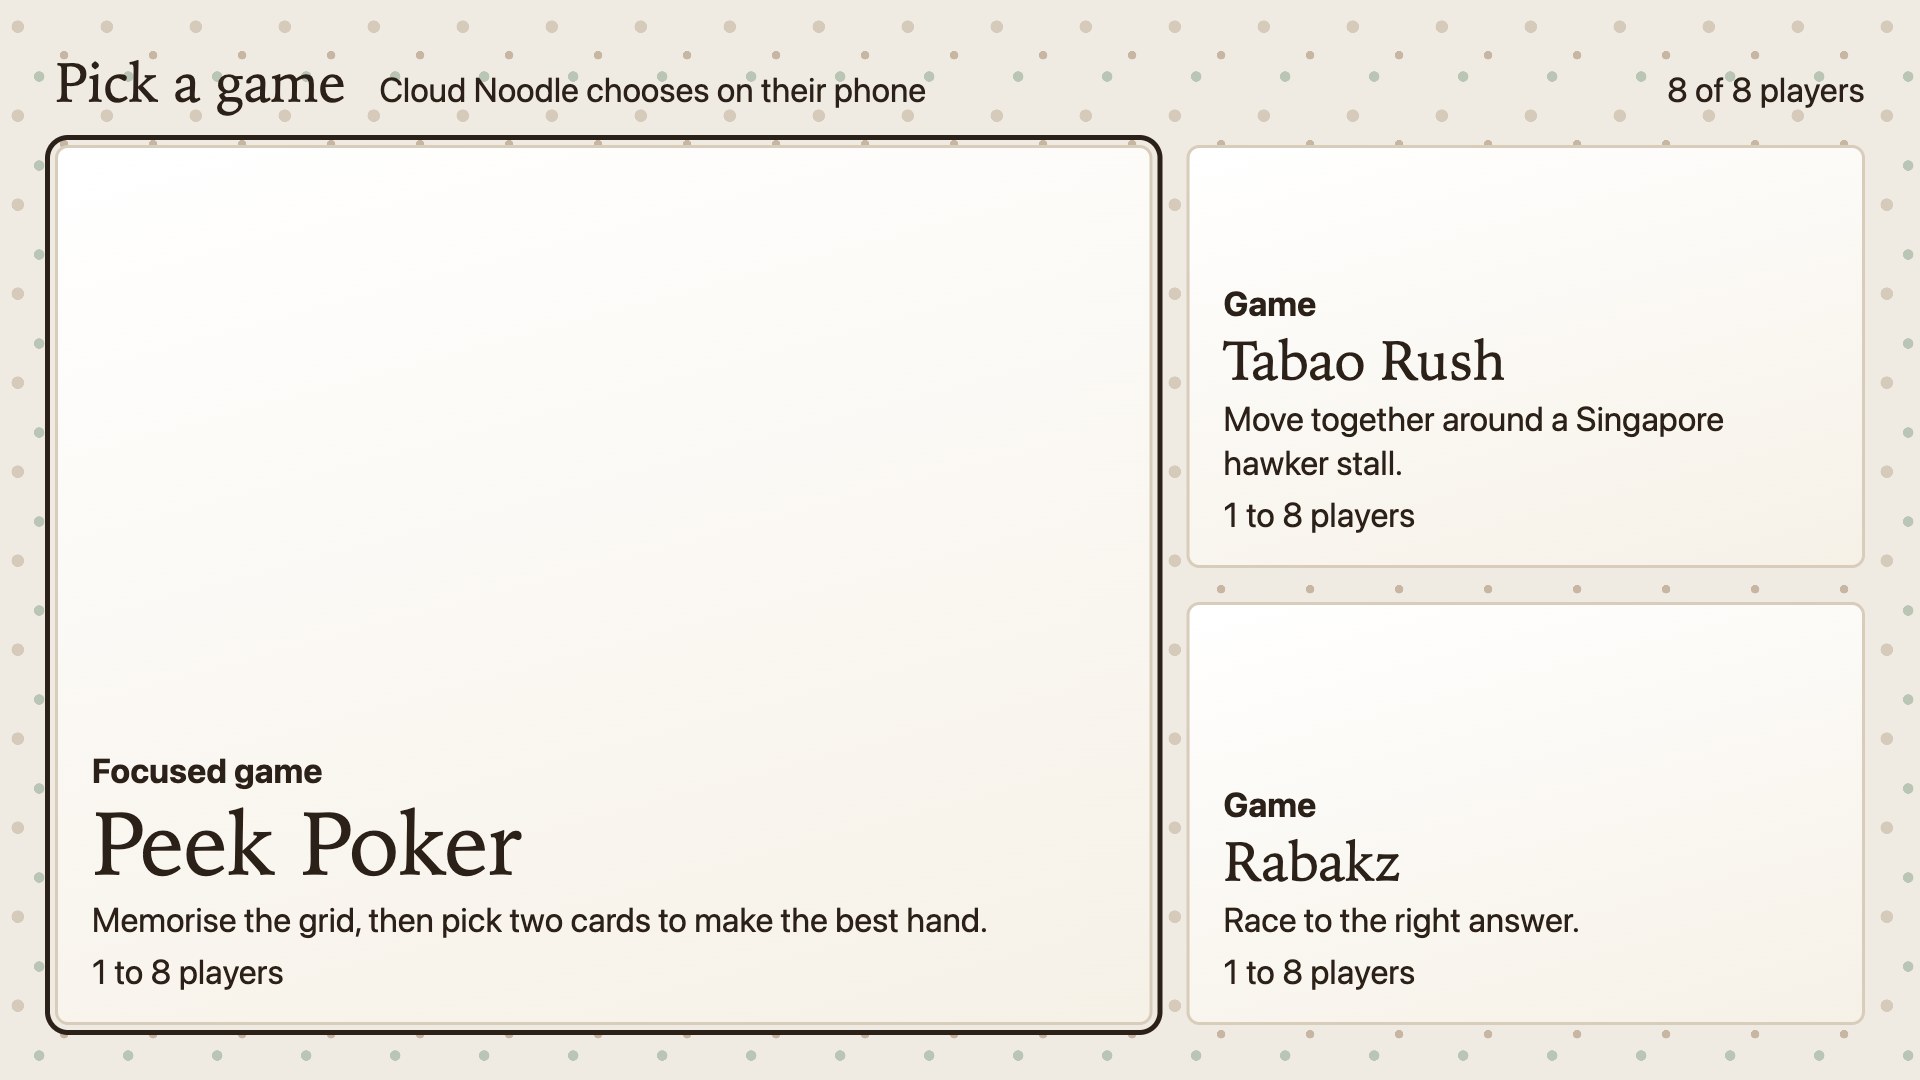 Pick a game
Cloud Noodle chooses on their phone
8 of 8 players
Focused game
Peek Poker
Memorise the grid, then pick two cards to make the best hand.
1 to 8 players
Game
Tabao Rush
Move together around a Singapore
hawker stall.
1 to 8 players
Game
Rabakz
Race to the right answer.
1 to 8 players